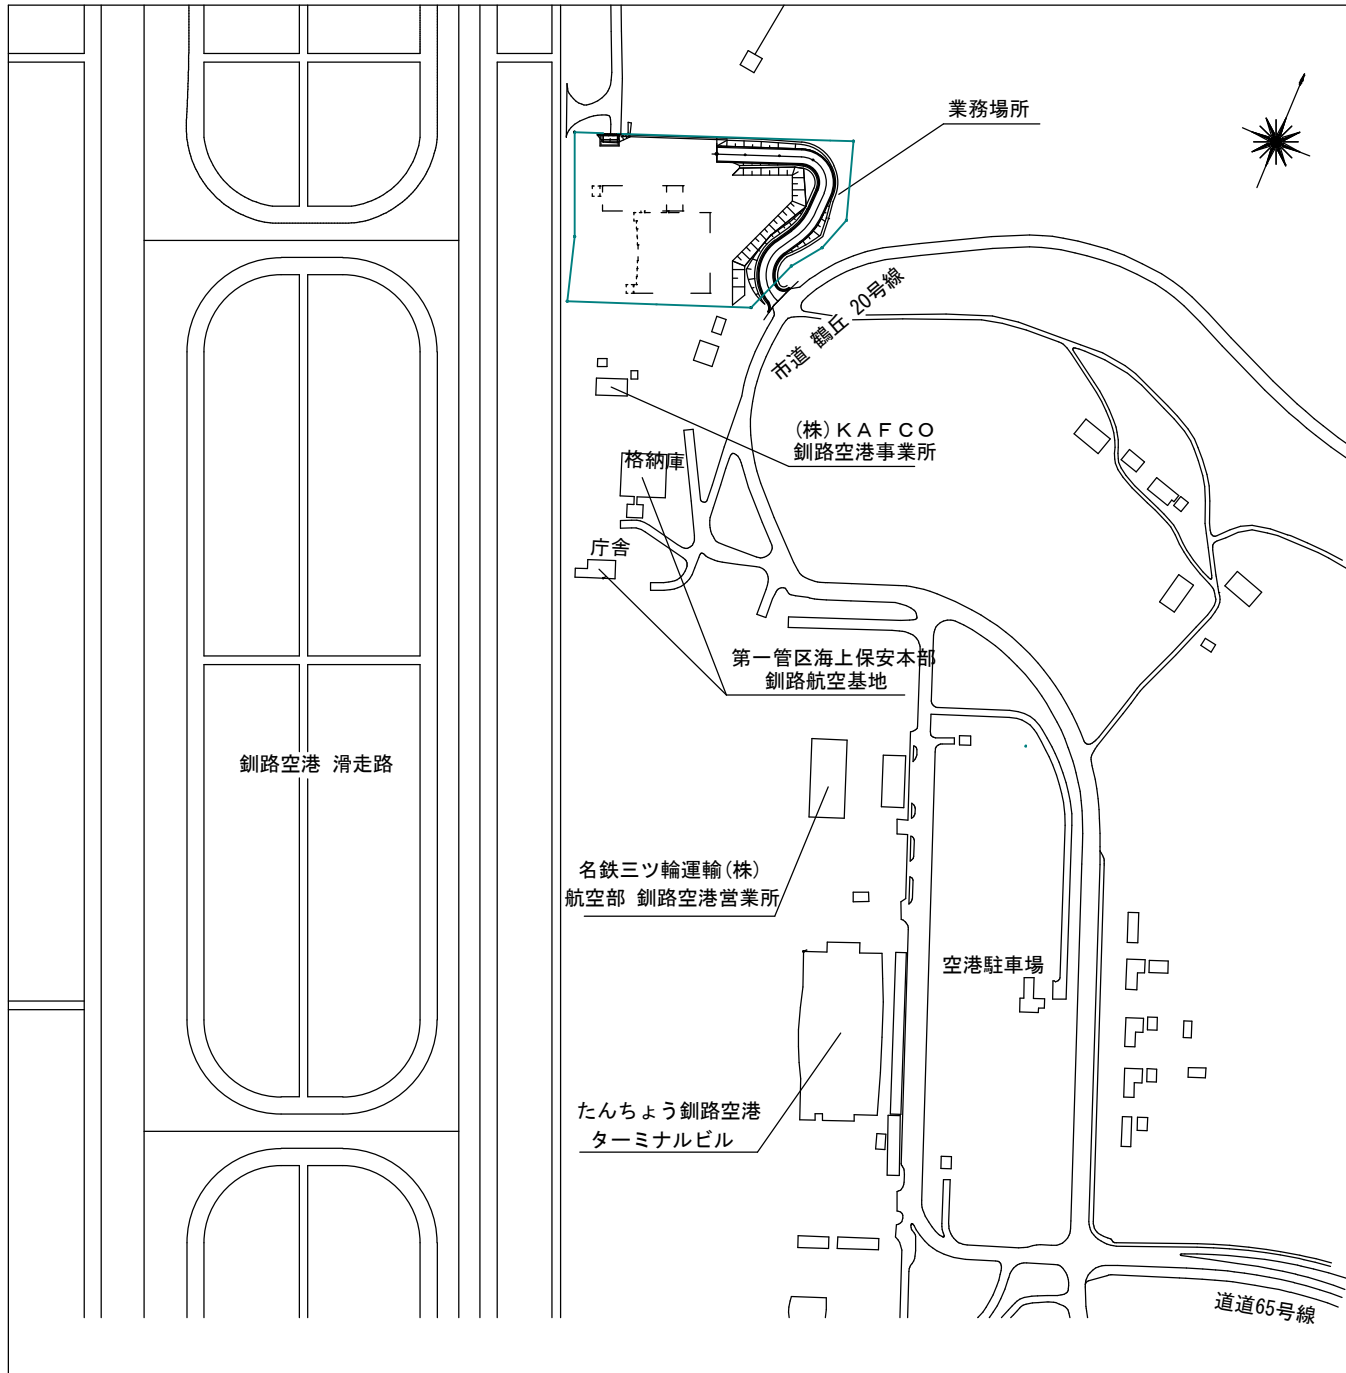 業務場所
市道 鶴丘 20号線
(株)ＫＡＦＣＯ
釧路空港事業所
格納庫
庁舎
第一管区海上保安本部
釧路航空基地
釧路空港 滑走路
名鉄三ツ輪運輸(株)
航空部 釧路空港営業所
空港駐車場
たんちょう釧路空港
ターミナルビル
道道65号線